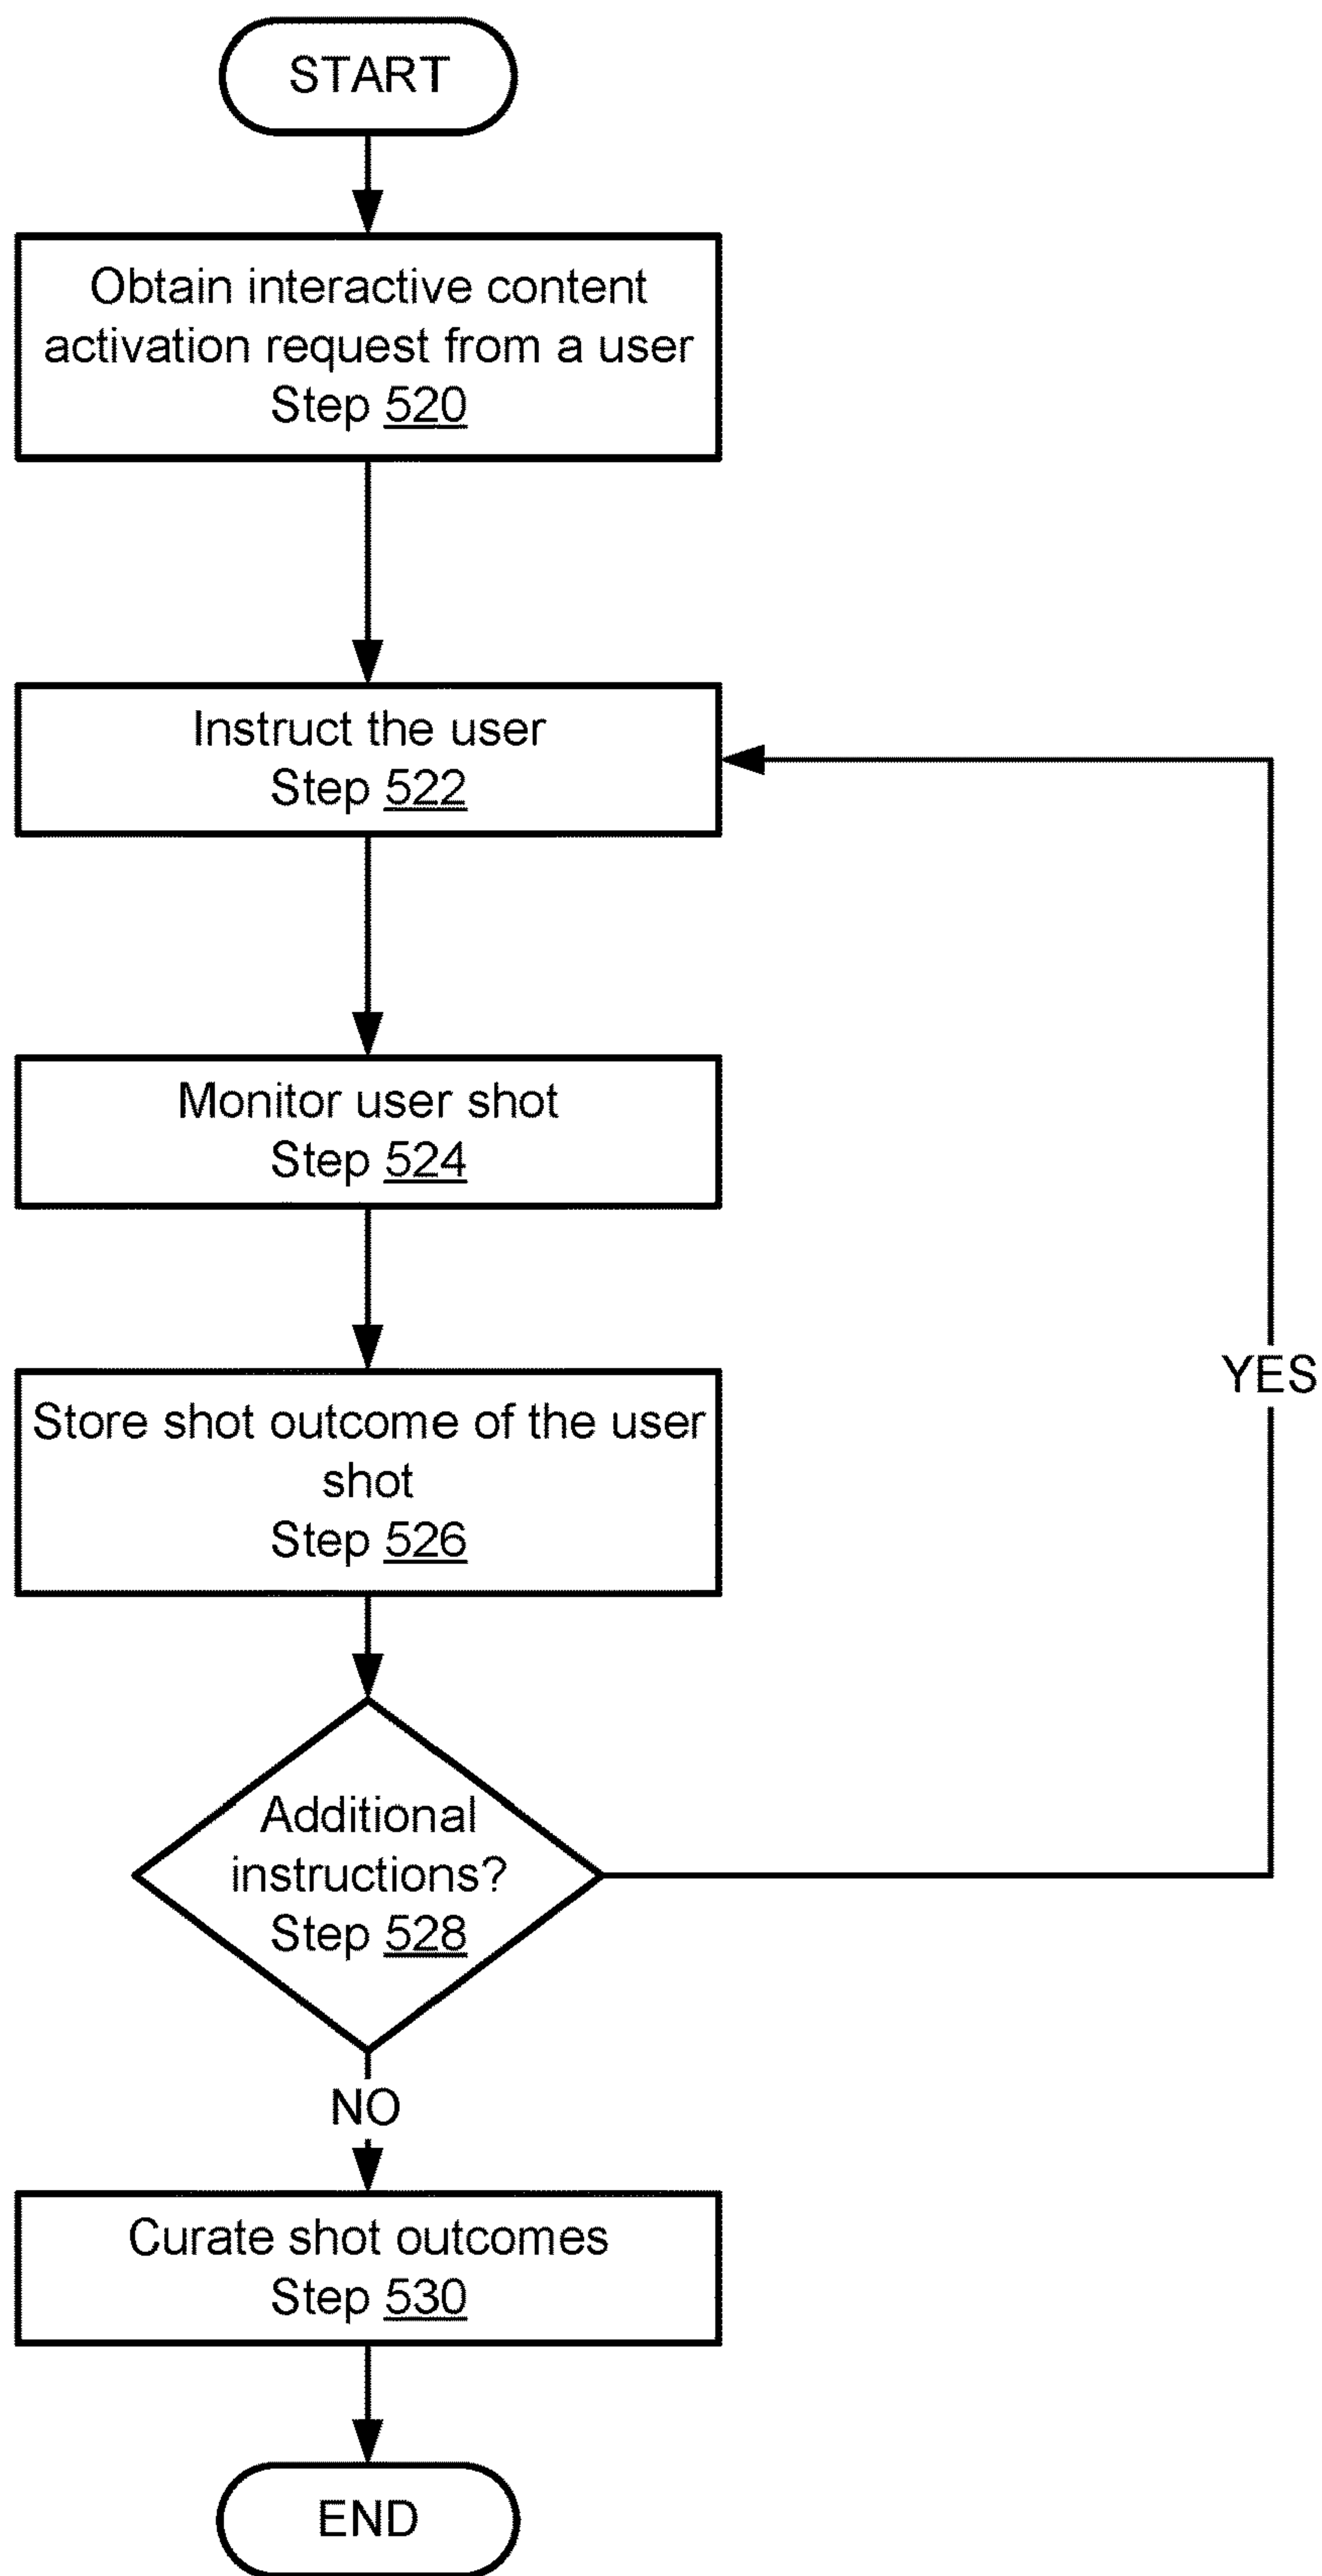 START
Obtain interactive content
activation request from a user
Step 520
Instruct the user
Step 522
Monitor user shot
Step 524
Store shot outcome of the user
shot
Step 526
YES
Additional
instructions?
Step 528
NO
Curate shot outcomes
Step 530
END